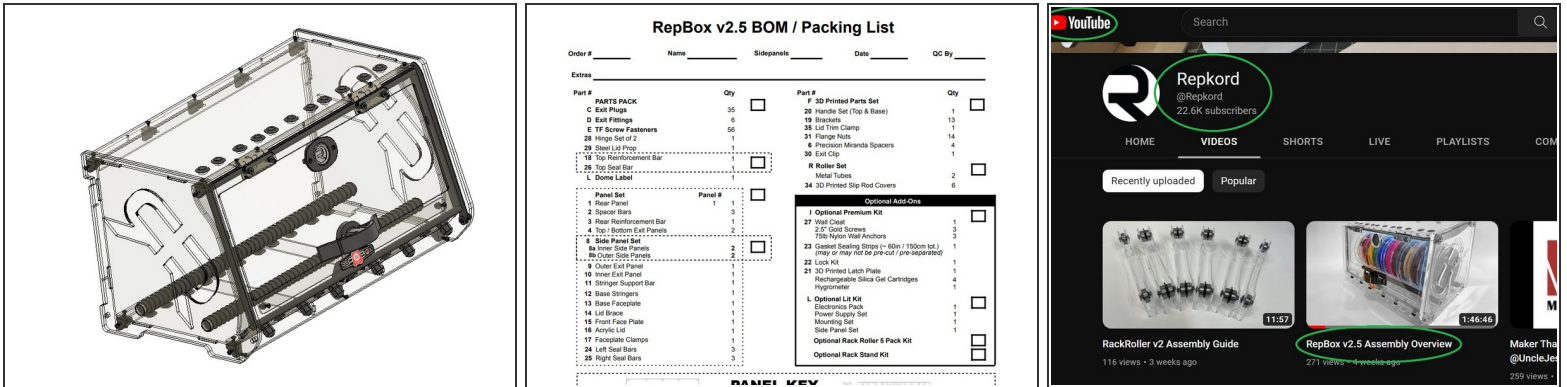 RepBox v2.5 BOM / Packing List
Order # Name Sidepanels Date QC By
Extras
Part # Qty
PARTS PACK
C Exit Plugs 35
D Exit Fittings 6
E TF Screw Fasteners 56
28 Hinge Set of 2 1
29 Steel Lid Prop 1
18 Top Reinforcement Bar 1
26 Top Seal Bar 1
L Dome Label 1
Panel Set Panel #
1 Rear Panel 1 1
2 Spacer Bars 3
3 Rear Reinforcement Bar 1
4 Top / Bottom Exit Panels 2
8 Side Panel Set
8a Inner Side Panels 2
8b Outer Side Panels 2
9 Outer Exit Panel 1
10 Inner Exit Panel 1
11 Stringer Support Bar 1
12 Base Stringers 1
13 Base Faceplate 1
14 Lid Brace 1
15 Front Face Plate 1
16 Acrylic Lid 1
17 Faceplate Clamps 1
24 Left Seal Bars 3
25 Right Seal Bars 3
Part # Qty
F 3D Printed Parts Set
20 Handle Set (Top & Base) 1
19 Brackets 13
35 Lid Trim Clamp 1
31 Flange Nuts 14
6 Precision Miranda Spacers 4
30 Exit Clip 1
R Roller Set
Metal Tubes 2
34 3D Printed Slip Rod Covers 6
Optional Add-Ons
I Optional Premium Kit
27 Wall Cleat 1
2.5" Gold Screws 3
75lb Nylon Wall Anchors 3
23 Gasket Sealing Strips (~ 60in / 150cm tot.) 1
(may or may not be pre-cut / pre-separated)
22 Lock Kit 1
21 3D Printed Latch Plate 1
Rechargeable Silica Gel Cartridges 4
Hygrometer 1
L Optional Lit Kit
Electronics Pack 1
Power Supply Set 1
Mounting Set 1
Side Panel Set 1
Optional Rack Roller 5 Pack Kit
Optional Rack Stand Kit
PANEL KEY
YouTube
Search
Repkord
@Repkord
22.6K subscribers
HOME VIDEOS SHORTS LIVE PLAYLISTS COM
Recently uploaded Popular
11:57
1:46:46
M
RackRoller v2 Assembly Guide
116 views • 3 weeks ago
RepBox v2.5 Assembly Overview
271 views • 4 weeks ago
Maker Tha
@UncleJes
259 views •